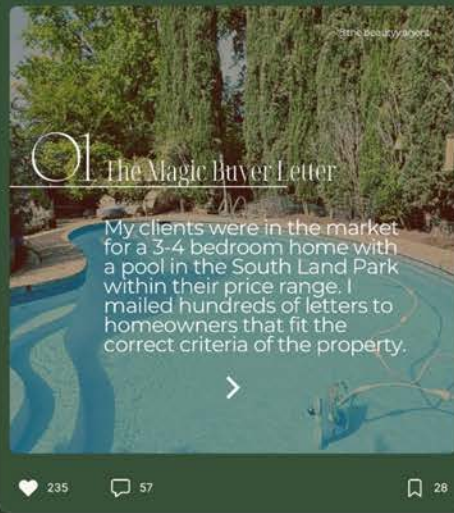 @the.beautyy.agent
01 The Magic Buyer Letter
My clients were in the market
for a 3-4 bedroom home with
a pool in the South Land Park
within their price range. I
mailed hundreds of letters to
homeowners that fit the
correct criteria of the property.
235
57
28